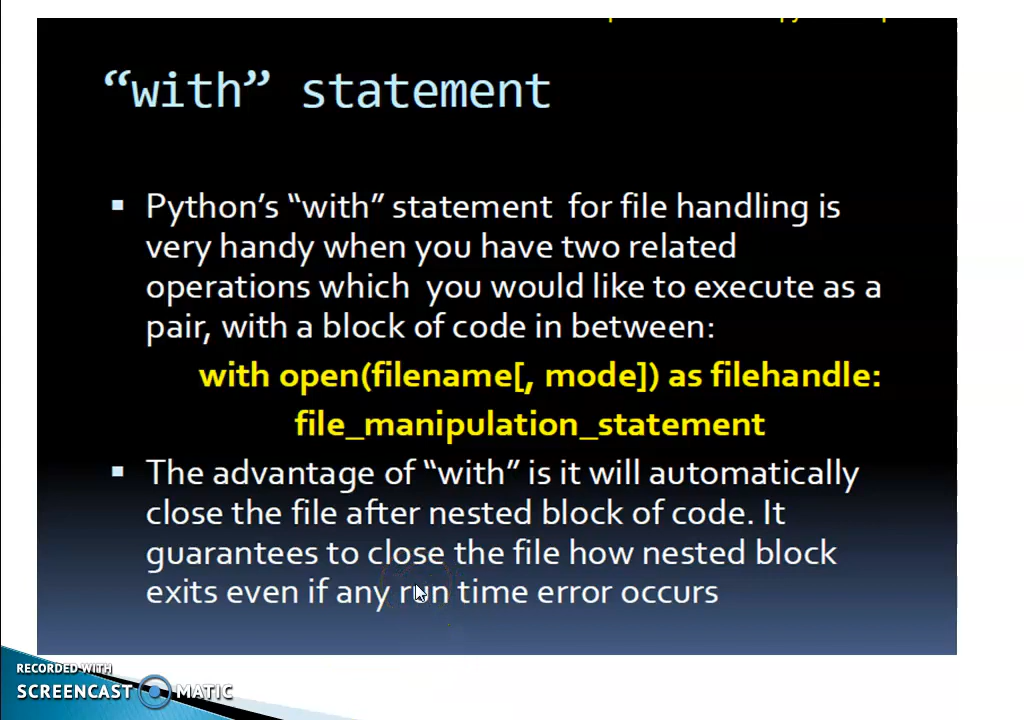 “with” statement
Python’s “with” statement for file handling is
very handy when you have two related
operations which you would like to execute as a
pair, with a block of code in between:
with open(filename[, mode]) as filehandle:
file_manipulation_statement
The advantage of “with” is it will automatically
close the file after nested block of code. It
guarantees to close the file how nested block
exits even if any run time error occurs
RECORDED WITH
SCREENCAST MATIC